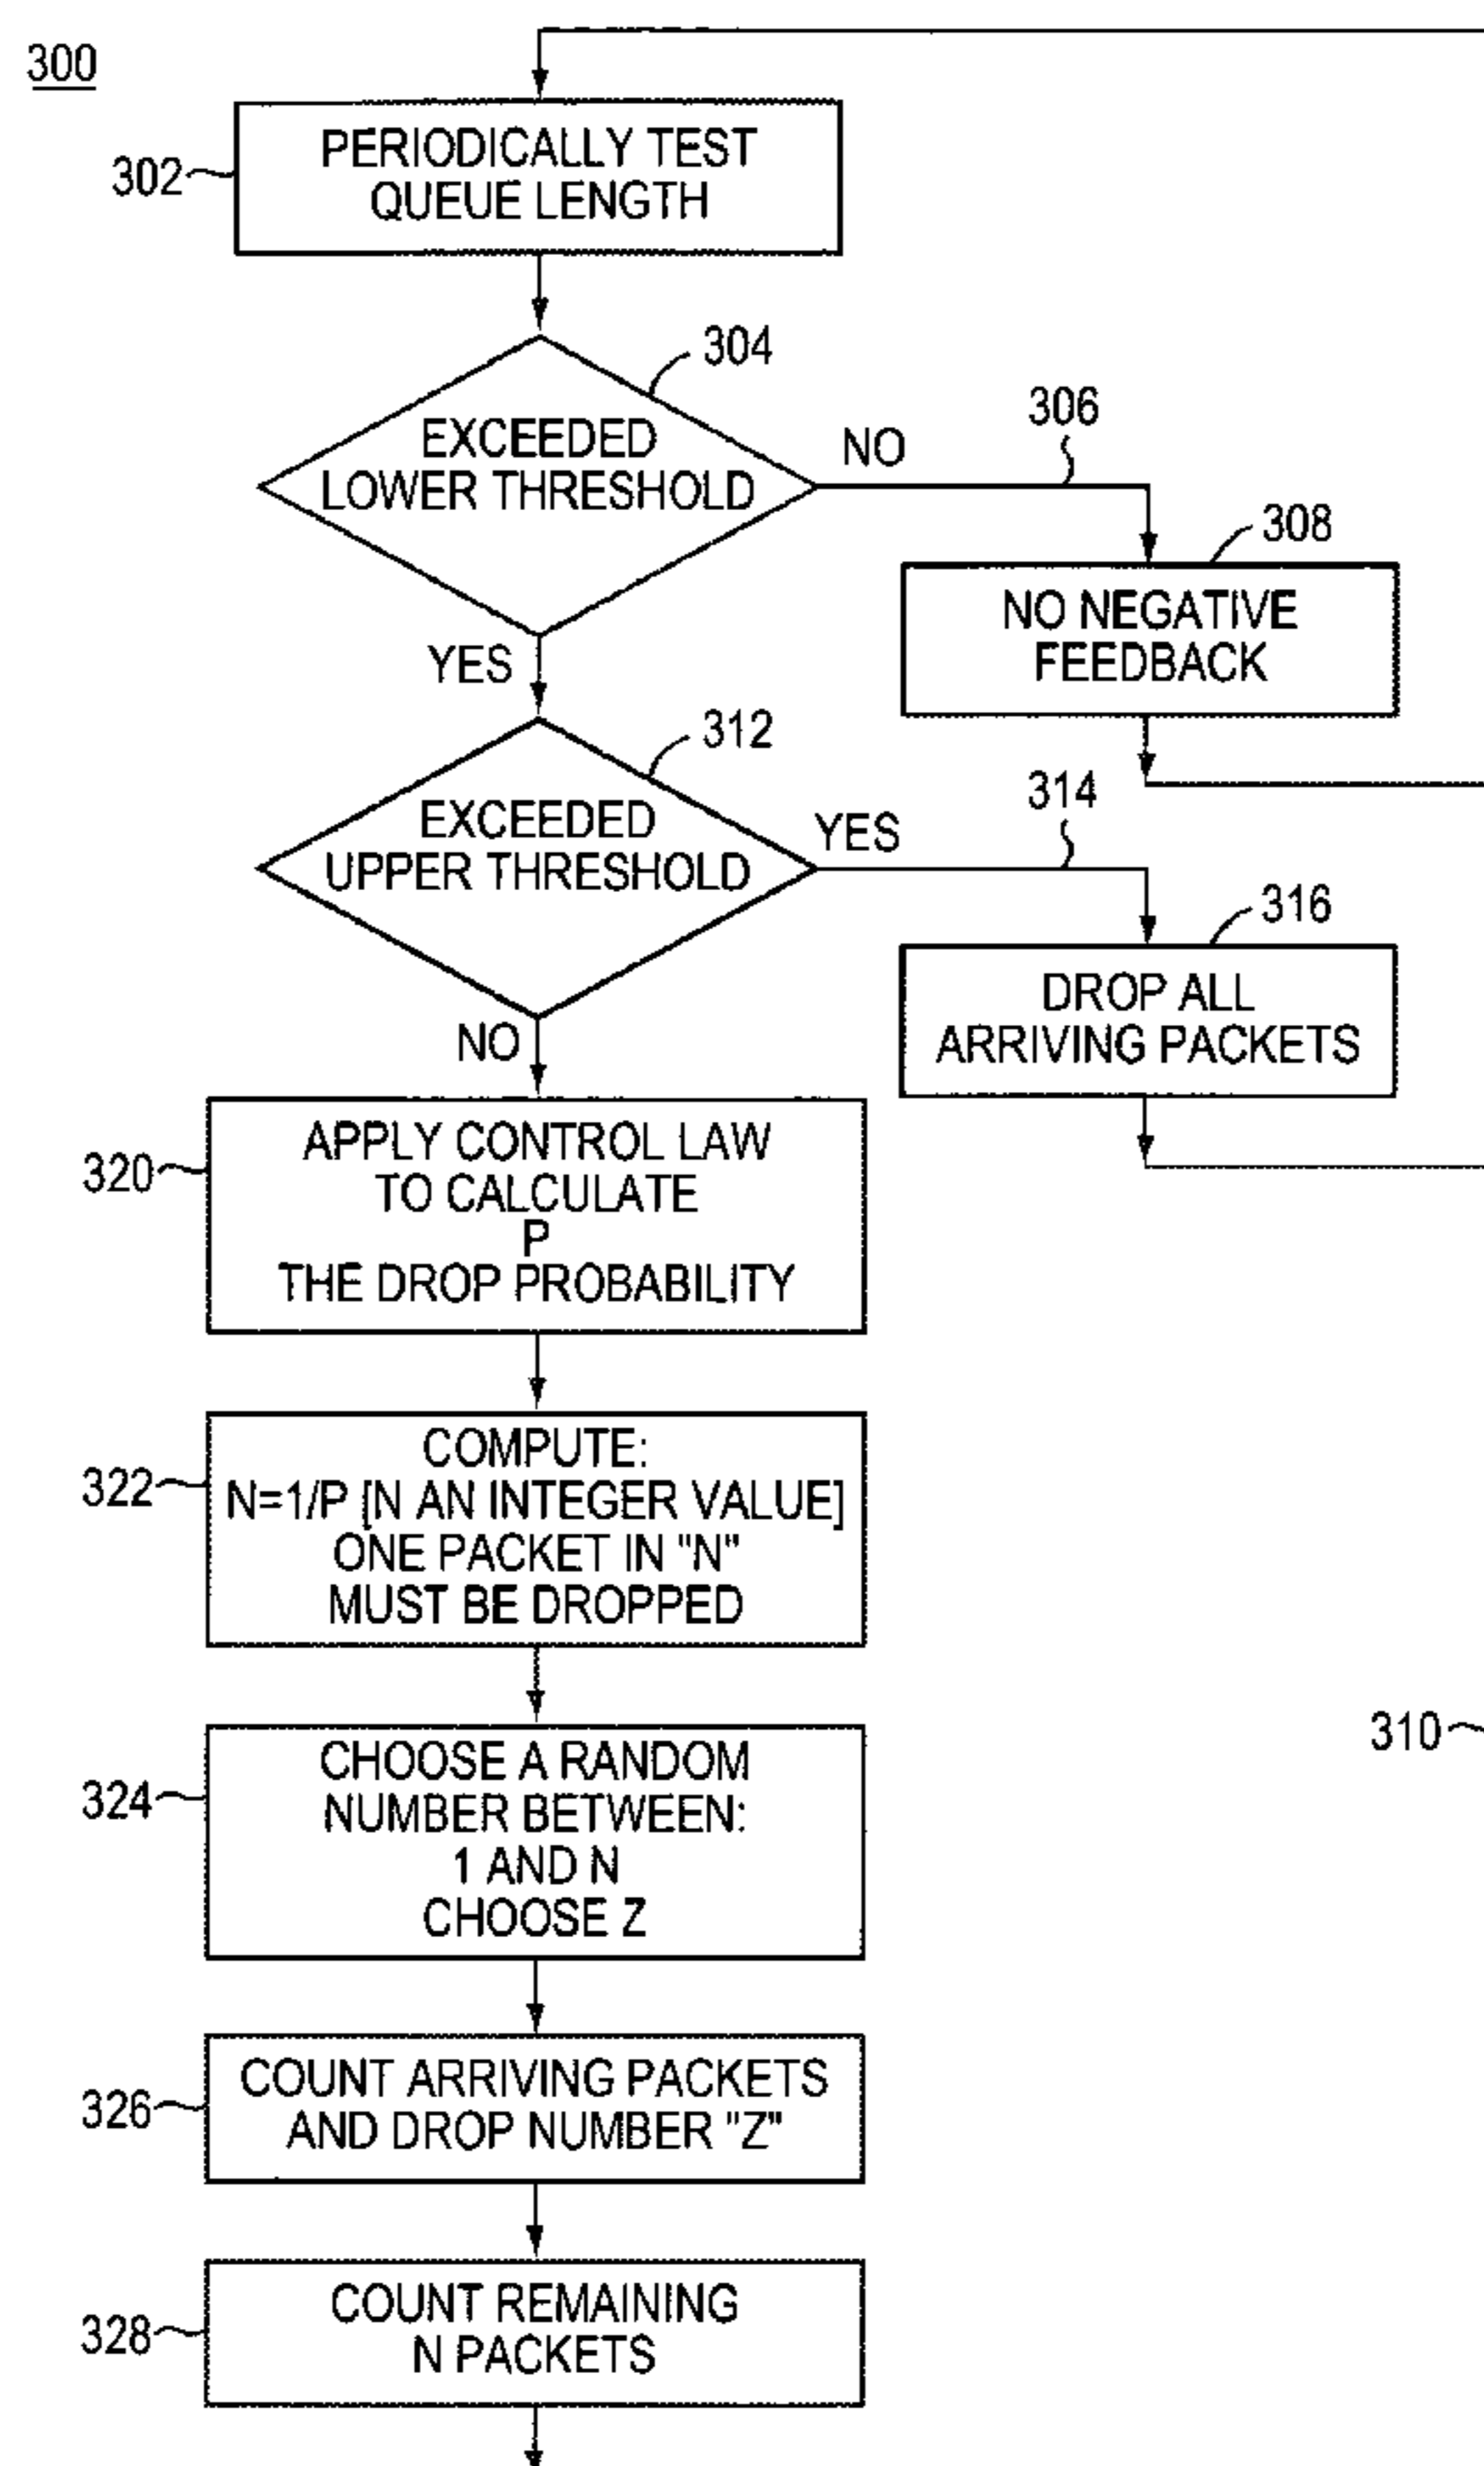 300
302
PERIODICALLY TEST
QUEUE LENGTH
304
EXCEEDED
LOWER THRESHOLD
NO
306
308
NO NEGATIVE
FEEDBACK
YES
312
EXCEEDED
UPPER THRESHOLD
YES
314
316
DROP ALL
ARRIVING PACKETS
NO
320
APPLY CONTROL LAW
TO CALCULATE
P
THE DROP PROBABILITY
322
COMPUTE:
N=1/P [N AN INTEGER VALUE]
ONE PACKET IN "N"
MUST BE DROPPED
310
324
CHOOSE A RANDOM
NUMBER BETWEEN:
1 AND N
CHOOSE Z
326
COUNT ARRIVING PACKETS
AND DROP NUMBER "Z"
328
COUNT REMAINING
N PACKETS